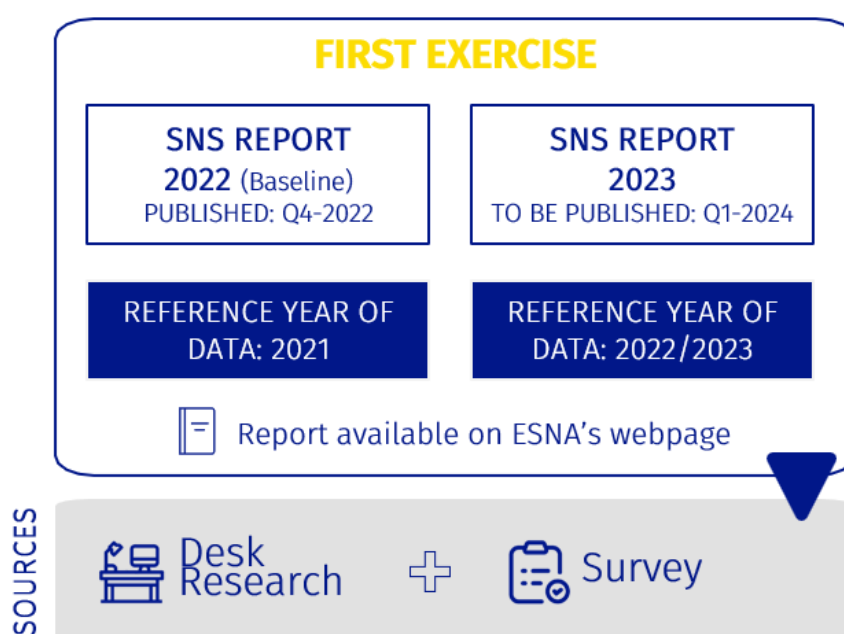 FIRST EXERCISE
SNS REPORT
2022 (Baseline)
PUBLISHED: Q4-2022
SNS REPORT
2023
TO BE PUBLISHED: Q1-2024
REFERENCE YEAR OF
DATA: 2021
REFERENCE YEAR OF
DATA: 2022/2023
Report available on ESNA's webpage
SOURCES
Desk
Research
Survey